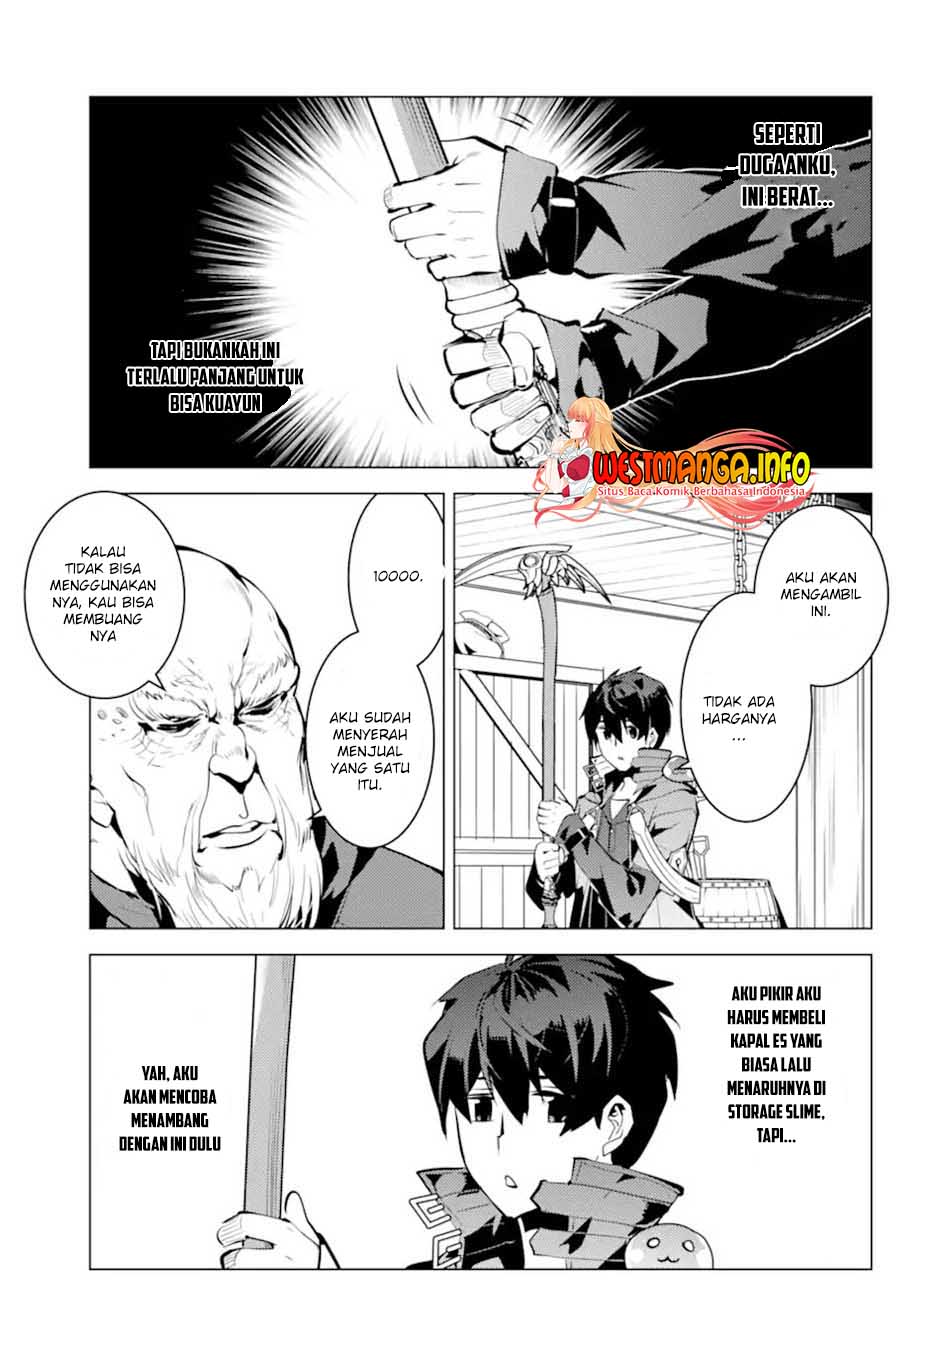 SEPERTI
DUGAANKU,
INI BERAT...
TAPI BUKANKAH INI
TERLALU PANJANG UNTUK
BISA KUAYUN
WESTMANGA.INFO
Situs Baca Komik Berbahasa Indonesia
AKU AKAN
MENGAMBIL
INI.
TIDAK ADA
HARGANYA
...
10000.
AKU SUDAH
MENYERAH
MENJUAL
YANG SATU
ITU.
KALAU
TIDAK BISA
MENGGUNAKAN
NYA, KAU BISA
MEMBUANG
NYA
AKU PIKIR AKU
HARUS MEMBELI
KAPAL ES YANG
BIASA LALU
MENARUHNYA DI
STORAGE SLIME,
TAPI...
YAH, AKU
AKAN MENCOBA
MENAMBANG
DENGAN INI DULU